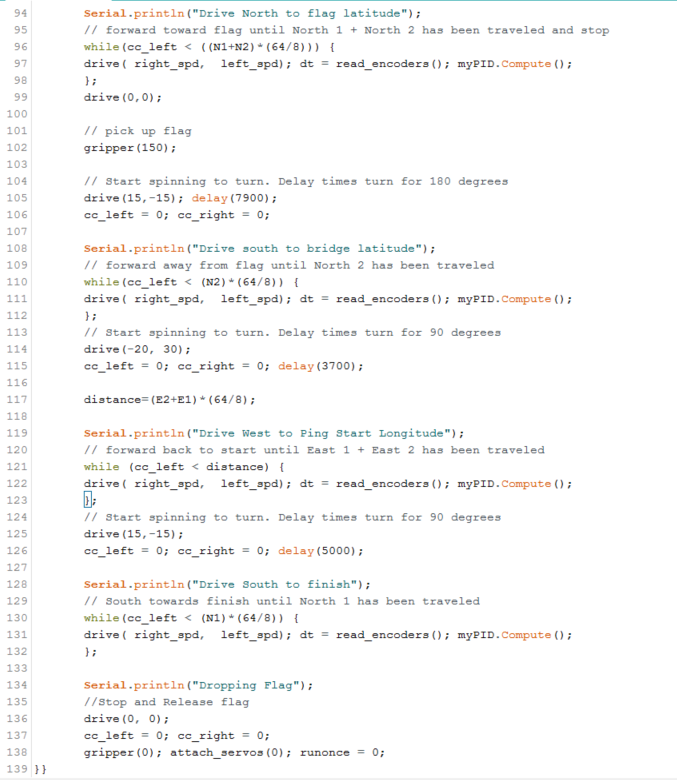 94 Serial.println("Drive North to flag latitude");
95 // forward toward flag until North 1 + North 2 has been traveled and stop
96 while(cc_left < ((N1+N2)*(64/8))) {
97 drive( right_spd,  left_spd); dt = read_encoders(); myPID.Compute();
98 };
99 drive(0,0);
100
101 // pick up flag
102 gripper(150);
103
104 // Start spinning to turn. Delay times turn for 180 degrees
105 drive(15,-15); delay(7900);
106 cc_left = 0; cc_right = 0;
107
108 Serial.println("Drive south to bridge latitude");
109 // forward away from flag until North 2 has been traveled
110 while(cc_left < (N2)*(64/8)) {
111 drive( right_spd,  left_spd); dt = read_encoders(); myPID.Compute();
112 };
113 // Start spinning to turn. Delay times turn for 90 degrees
114 drive(-20, 30);
115 cc_left = 0; cc_right = 0; delay(3700);
116
117 distance=(E2+E1)*(64/8);
118
119 Serial.println("Drive West to Ping Start Longitude");
120 // forward back to start until East 1 + East 2 has been traveled
121 while (cc_left < distance) {
122 drive( right_spd,  left_spd); dt = read_encoders(); myPID.Compute();
123 };
124 // Start spinning to turn. Delay times turn for 90 degrees
125 drive(15,-15);
126 cc_left = 0; cc_right = 0; delay(5000);
127
128 Serial.println("Drive South to finish");
129 // South towards finish until North 1 has been traveled
130 while(cc_left < (N1)*(64/8)) {
131 drive( right_spd,  left_spd); dt = read_encoders(); myPID.Compute();
132 };
133
134 Serial.println("Dropping Flag");
135 //Stop and Release flag
136 drive(0, 0);
137 cc_left = 0; cc_right = 0;
138 gripper(0); attach_servos(0); runonce = 0;
139 }}